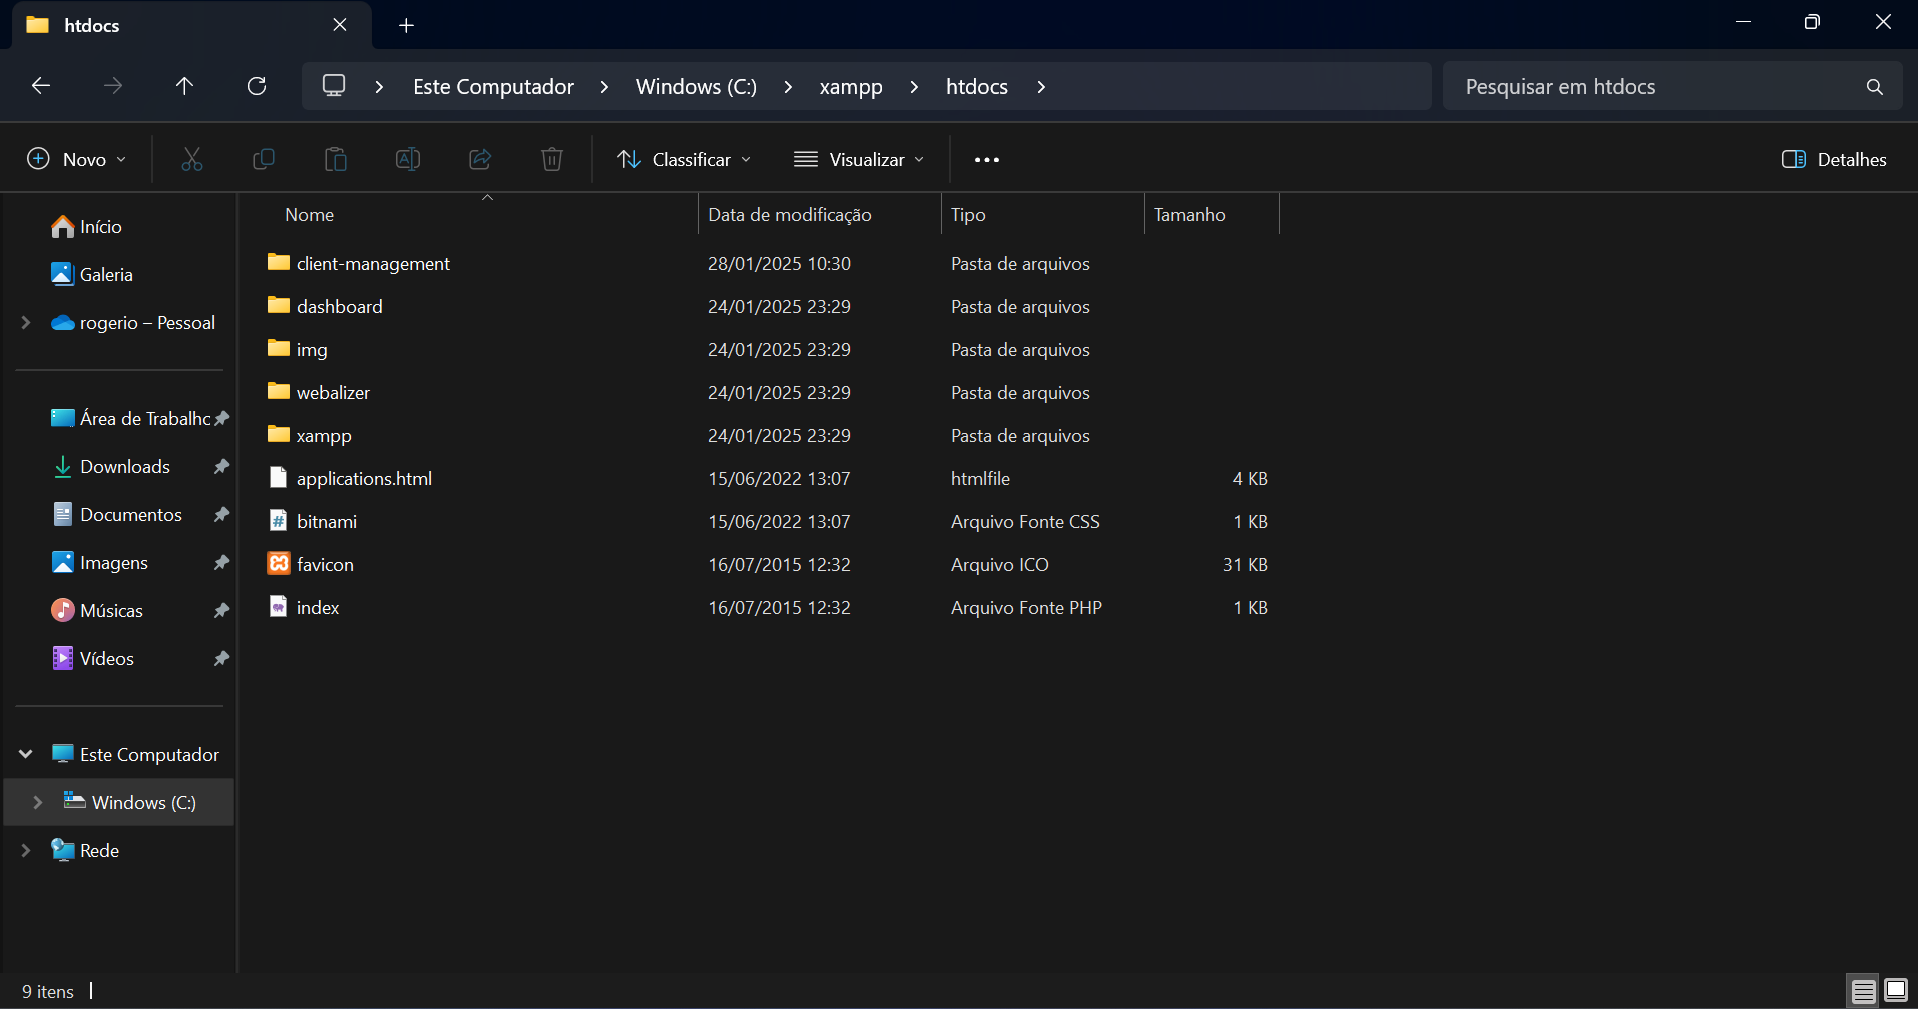 htdocs
Este Computador > Windows (C:) > xampp > htdocs >
Pesquisar em htdocs
Novo
Classificar
Visualizar
Detalhes
Início
Galeria
rogerio – Pessoal
Área de Trabalho
Downloads
Documentos
Imagens
Músicas
Vídeos
Este Computador
Windows (C:)
Rede
Nome Data de modificação Tipo Tamanho
client-management 28/01/2025 10:30 Pasta de arquivos
dashboard 24/01/2025 23:29 Pasta de arquivos
img 24/01/2025 23:29 Pasta de arquivos
webalizer 24/01/2025 23:29 Pasta de arquivos
xampp 24/01/2025 23:29 Pasta de arquivos
applications.html 15/06/2022 13:07 htmlfile 4 KB
bitnami 15/06/2022 13:07 Arquivo Fonte CSS 1 KB
favicon 16/07/2015 12:32 Arquivo ICO 31 KB
index 16/07/2015 12:32 Arquivo Fonte PHP 1 KB
9 itens